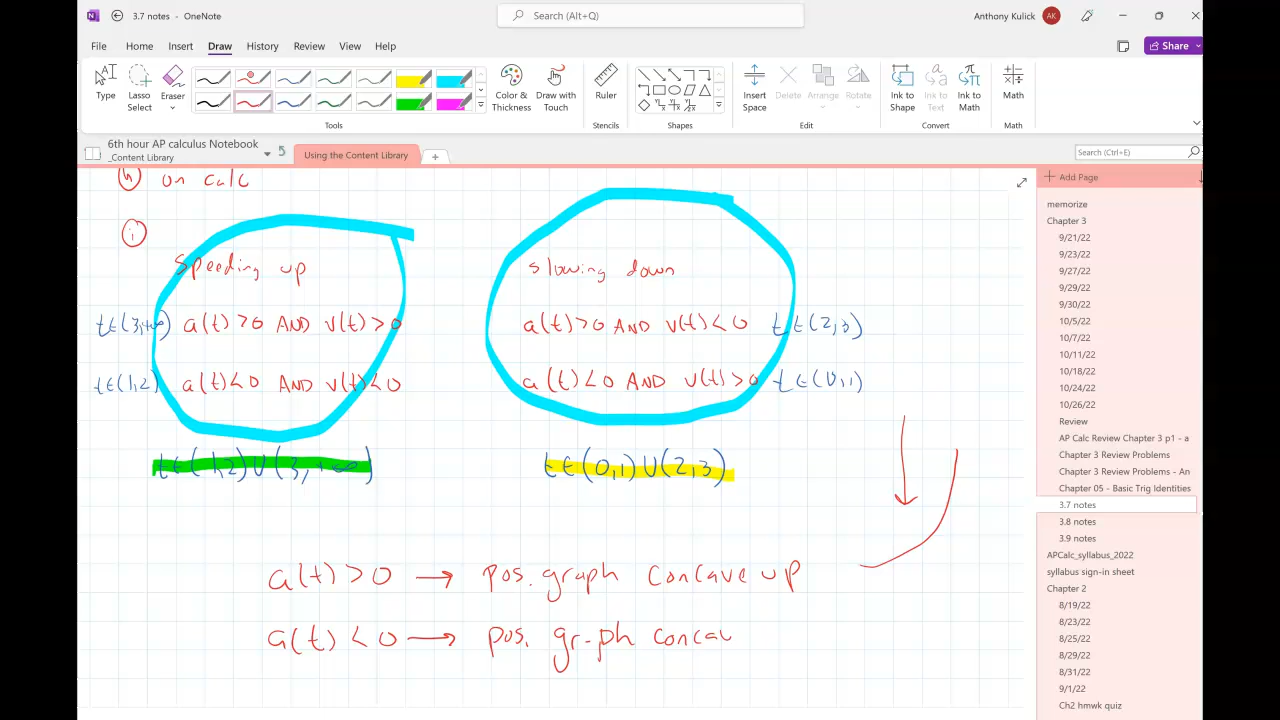 3.7 notes - OneNote
Search (Alt+Q)
Anthony Kulick AK
File Home Insert Draw History Review View Help
Share
Type
Lasso Select
Eraser
Color & Thickness
Draw with Touch
Ruler
Insert Space
Delete
Arrange
Rotate
Ink to Shape
Ink to Text
Ink to Math
Math
Tools
Stencils
Shapes
Edit
Convert
Math
6th hour AP calculus Notebook
_Content Library
Using the Content Library
Search (Ctrl+E)
(h) on calc
(i)
Speeding up
t∈(3,+∞) a(t)>0 AND v(t)>0
t∈(1,2) a(t)<0 AND v(t)<0
t∈(1,2)∪(3,+∞)
slowing down
a(t)>0 AND v(t)<0 t∈(2,3)
a(t)<0 AND v(t)>0 t∈(0,1)
t∈(0,1)∪(2,3)
a(t)>0 → pos. graph concave up
a(t)<0 → pos. gr-ph concav
Add Page
memorize
Chapter 3
9/21/22
9/23/22
9/27/22
9/29/22
9/30/22
10/5/22
10/7/22
10/11/22
10/18/22
10/24/22
10/26/22
Review
AP Calc Review Chapter 3 p1 - a
Chapter 3 Review Problems
Chapter 3 Review Problems - An
Chapter 05 - Basic Trig Identities
3.7 notes
3.8 notes
3.9 notes
APCalc_syllabus_2022
syllabus sign-in sheet
Chapter 2
8/19/22
8/23/22
8/25/22
8/29/22
8/31/22
9/1/22
Ch2 hmwk quiz